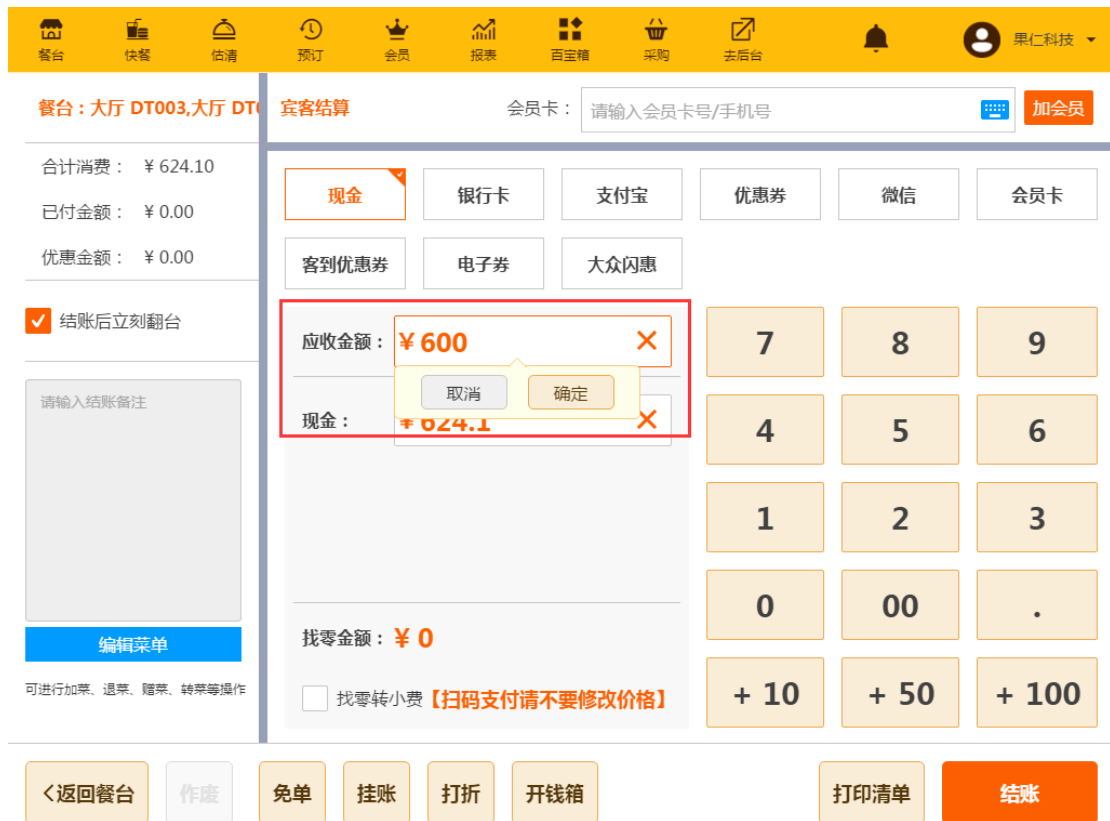 餐台 快餐 估清 预订 会员 报表 百宝箱 采购 去后台 果仁科技
餐台：大厅 DT003,大厅
宾客结算 会员卡： 请输入会员卡号/手机号 加会员
合计消费： ¥ 624.10
已付金额： ¥ 0.00
优惠金额： ¥ 0.00
结账后立刻翻台
请输入结账备注
编辑菜单
可进行加菜、退菜、赠菜、转菜等操作
现金 银行卡 支付宝 优惠券 微信 会员卡
客到优惠券 电子券 大众闪惠
应收金额： ¥ 600
取消 确定
现金： ¥ 624.1
找零金额： ¥ 0
找零转小费【扫码支付请不要修改价格】
7 8 9
4 5 6
1 2 3
0 00 .
+ 10 + 50 + 100
<返回餐台 作废 免单 挂账 打折 开钱箱 打印清单 结账